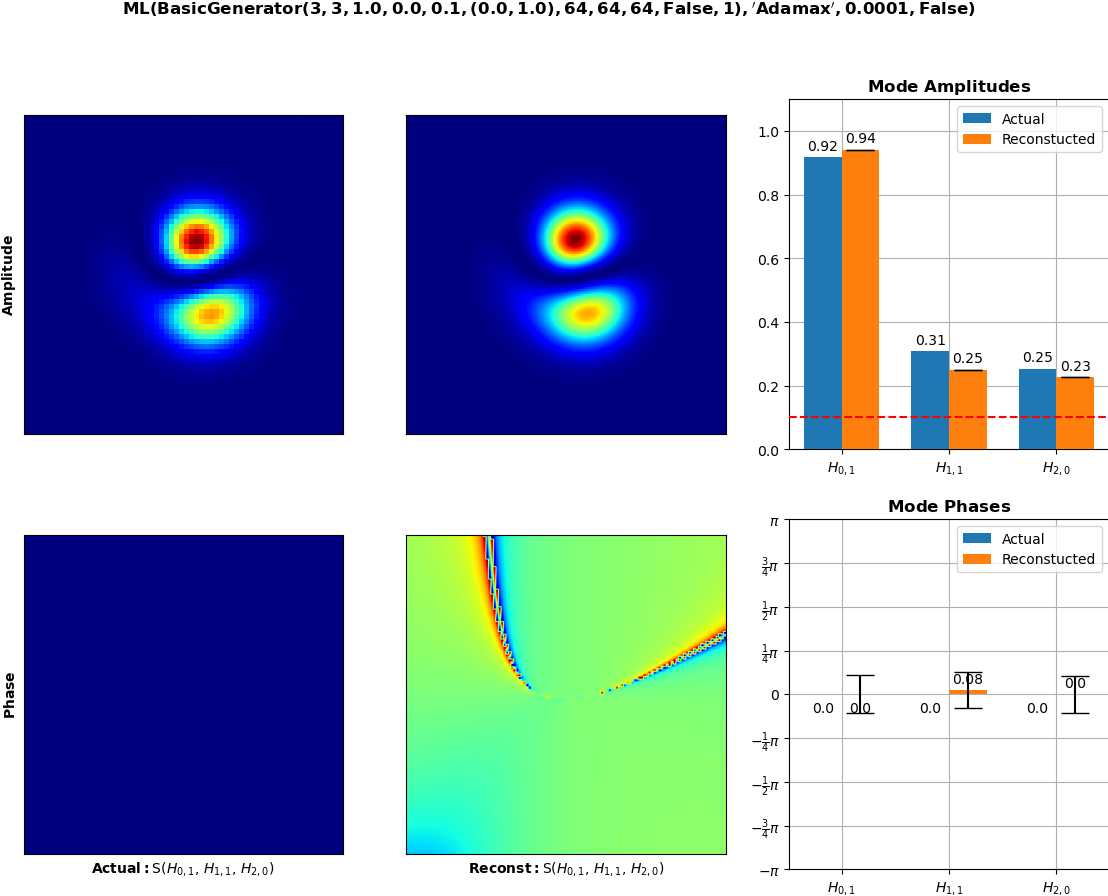 ML(BasicGenerator(3, 3, 1.0, 0.0, 0.1, (0.0, 1.0), 64, 64, 64, False, 1), ′Adamax′, 0.0001, False)
Amplitude
Mode Amplitudes
Actual
Reconstucted
1.0
0.8
0.6
0.4
0.2
0.0
0.92
0.94
0.31
0.25
0.25
0.23
H0,1
H1,1
H2,0
Phase
Actual: S(H0,1, H1,1, H2,0)
Reconst: S(H0,1, H1,1, H2,0)
Mode Phases
Actual
Reconstucted
π
3/4π
1/2π
1/4π
0
−1/4π
−1/2π
−3/4π
−π
0.0
0.0
0.0
0.08
0.0
0.0
H0,1
H1,1
H2,0